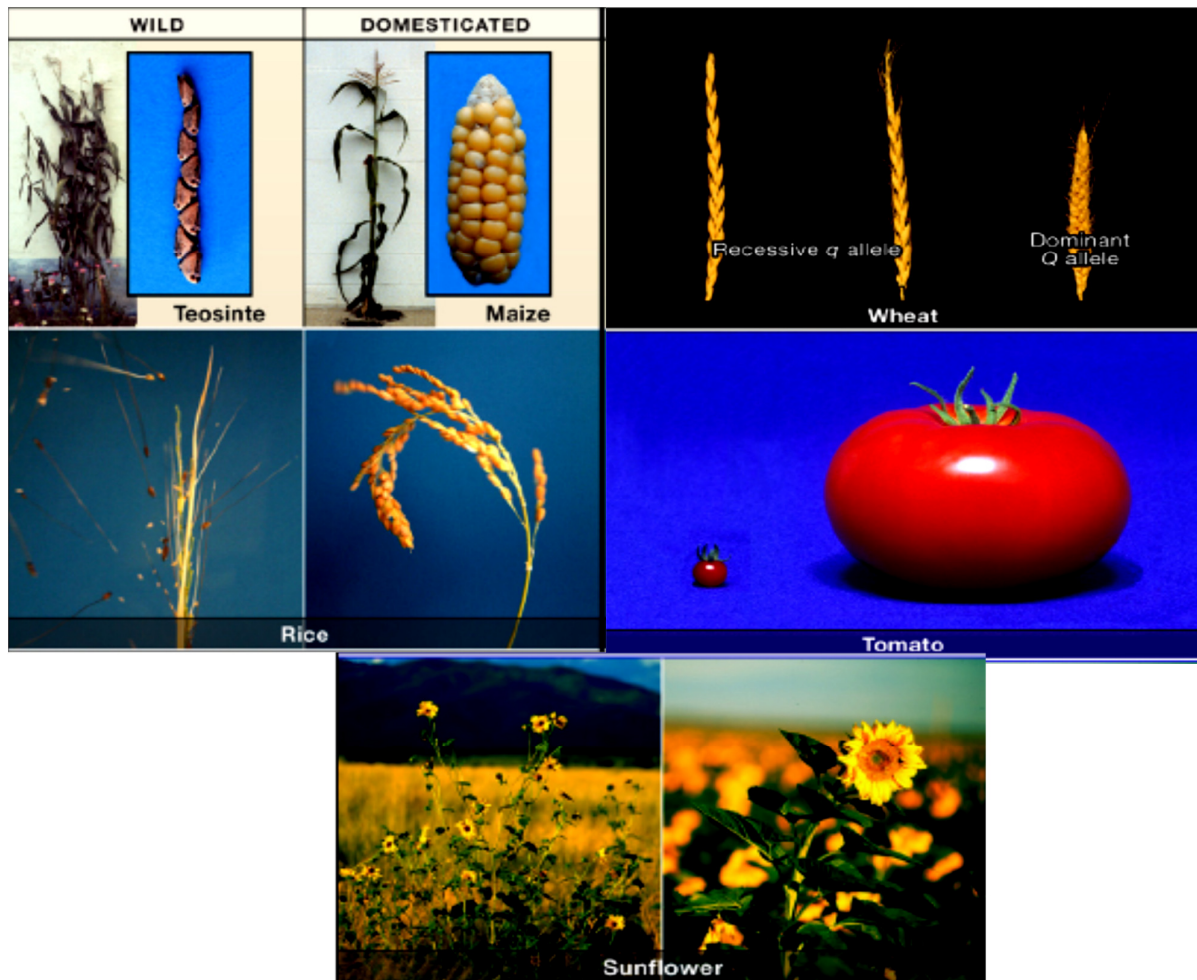 WILD
DOMESTICATED
Teosinte
Maize
Recessive q allele
Dominant
Q allele
Wheat
Rice
Tomato
Sunflower